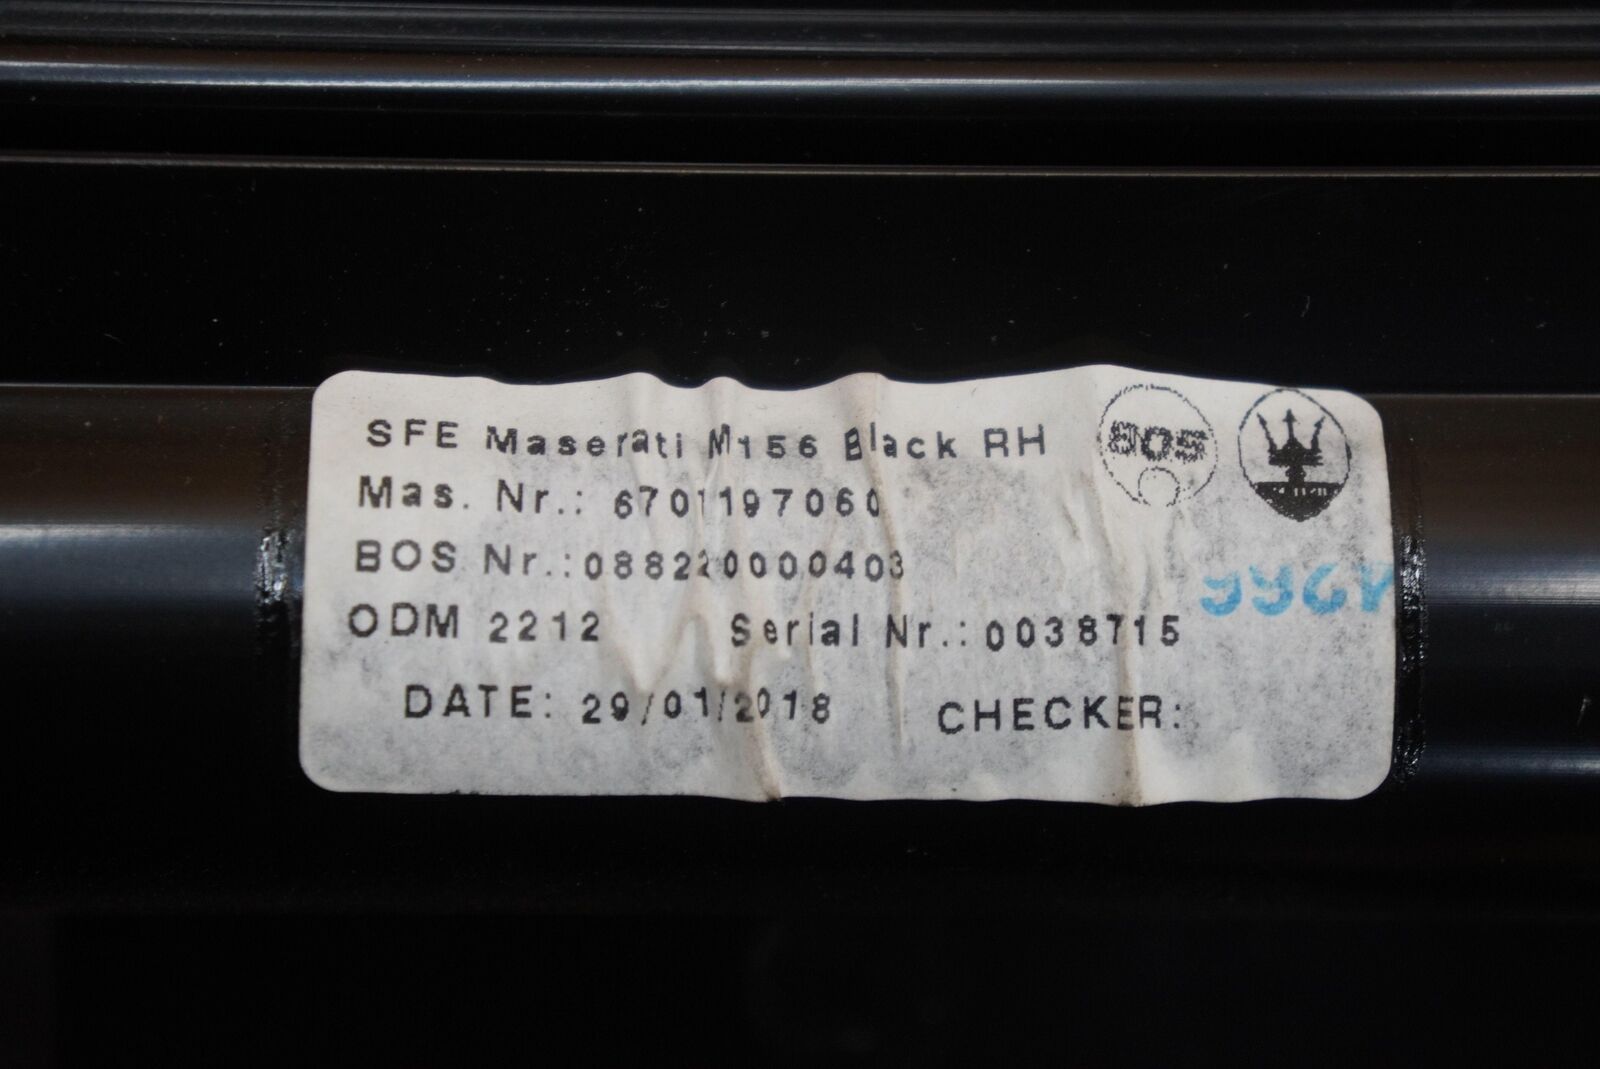 SFE Maserati M156 Black RH
BOS
Mas. Nr.: 6701197060
BOS Nr.:088220000403
ODM 2212 Serial Nr.: 0038715
DATE: 29/01/2018 CHECKER: